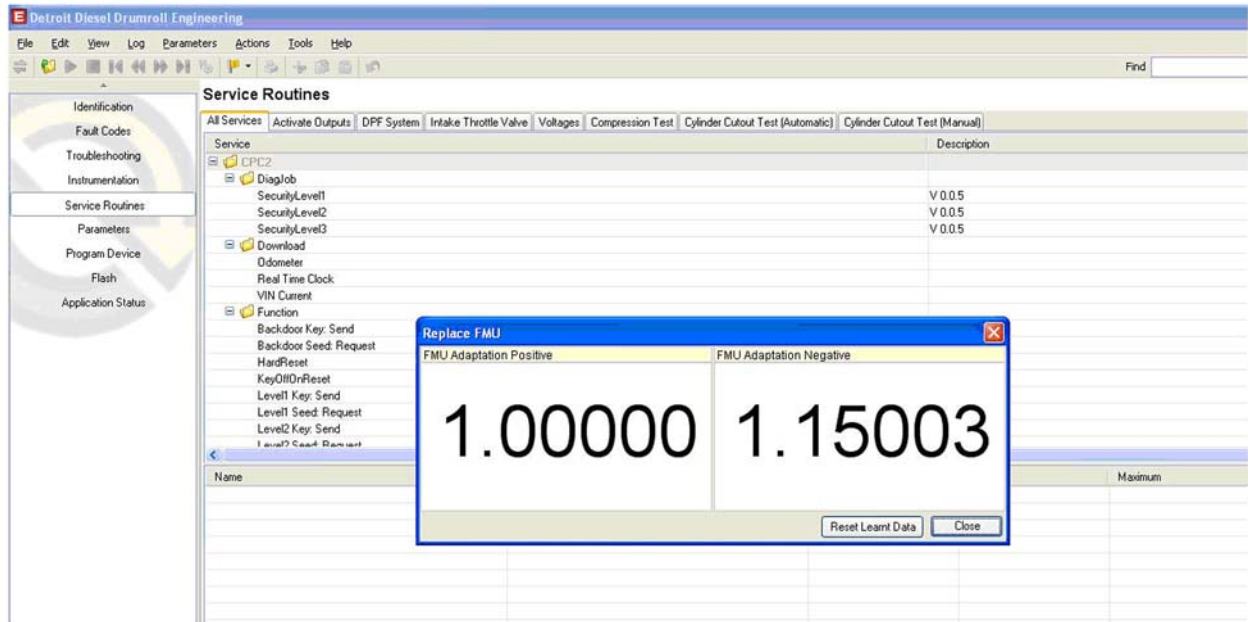 Detroit Diesel Drumroll Engineering
File Edit View Log Parameters Actions Tools Help
Find
Identification
Fault Codes
Troubleshooting
Instrumentation
Service Routines
Parameters
Program Device
Flash
Application Status
Service Routines
All Services Activate Outputs DPF System Intake Throttle Valve Voltages Compression Test Cylinder Cutout Test (Automatic) Cylinder Cutout Test (Manual)
Service Description
CPC2
DiagJob
SecurityLevel1 V 0.0.5
SecurityLevel2 V 0.0.5
SecurityLevel3 V 0.0.5
Download
Odometer
Real Time Clock
VIN Current
Function
Backdoor Key: Send
Backdoor Seed: Request
HardReset
KeyOffOnReset
Level1 Key: Send
Level1 Seed: Request
Level2 Key: Send
Level2 Seed: Request
Name Maximum
Replace FMU
FMU Adaptation Positive FMU Adaptation Negative
1.00000 1.15003
Reset Learnt Data Close